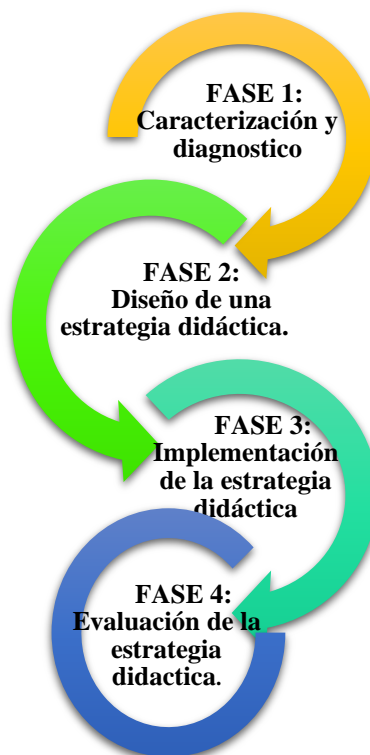 FASE 1:
Caracterización y
diagnostico
FASE 2:
Diseño de una
estrategia didáctica.
FASE 3:
Implementación
de la estrategia
didáctica
FASE 4:
Evaluación de la
estrategia
didactica.